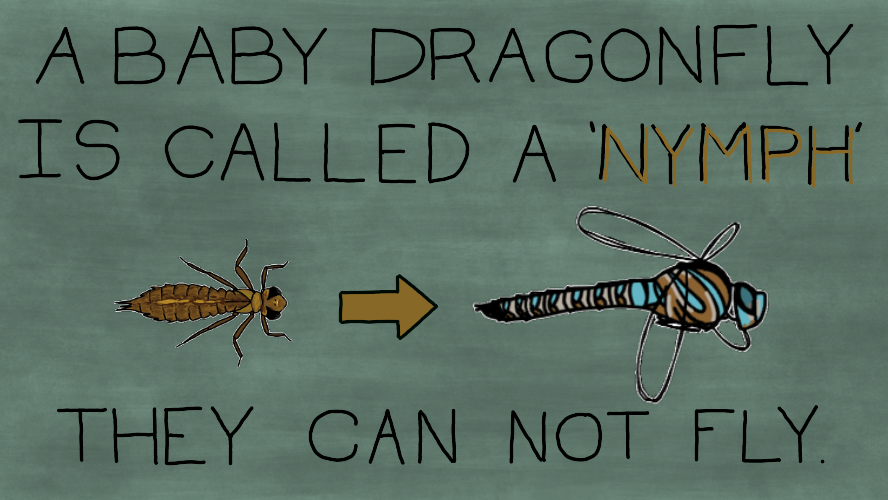 A BABY DRAGONFLY
IS CALLED A 'NYMPH'
THEY CAN NOT FLY.